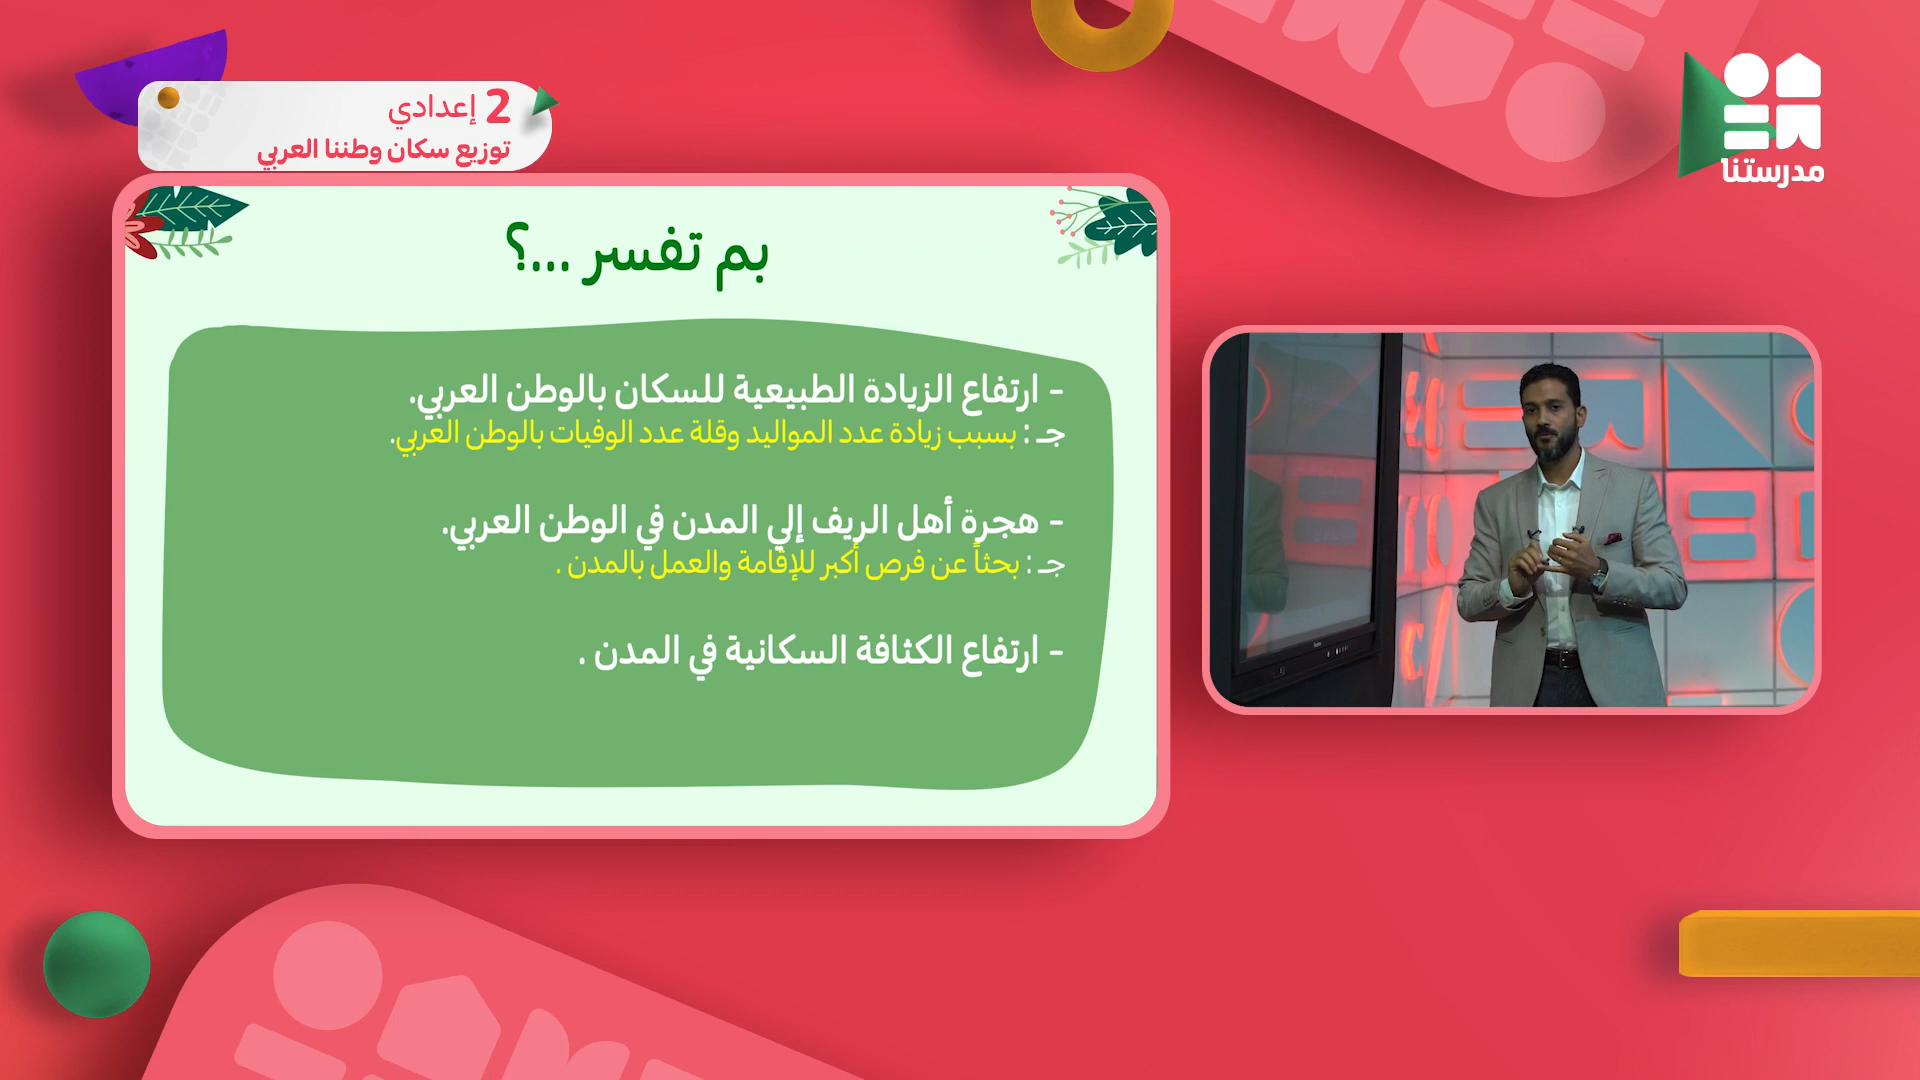 2 إعدادي
توزيع سكان وطننا العربي
مدرستنا
بم تفسر ...؟
- ارتفاع الزيادة الطبيعية للسكان بالوطن العربي.
جـ : بسبب زيادة عدد المواليد وقلة عدد الوفيات بالوطن العربي.
- هجرة أهل الريف إلي المدن في الوطن العربي.
جـ : بحثاً عن فرص أكبر للإقامة والعمل بالمدن .
- ارتفاع الكثافة السكانية في المدن .